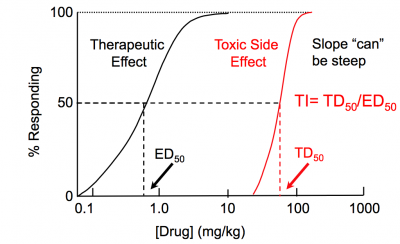 100
Therapeutic
Effect
Toxic Side
Effect
Slope “can”
be steep
% Responding
50
TI= TD50/ED50
ED50
TD50
0
0.1
1.0
10
100
1000
[Drug] (mg/kg)